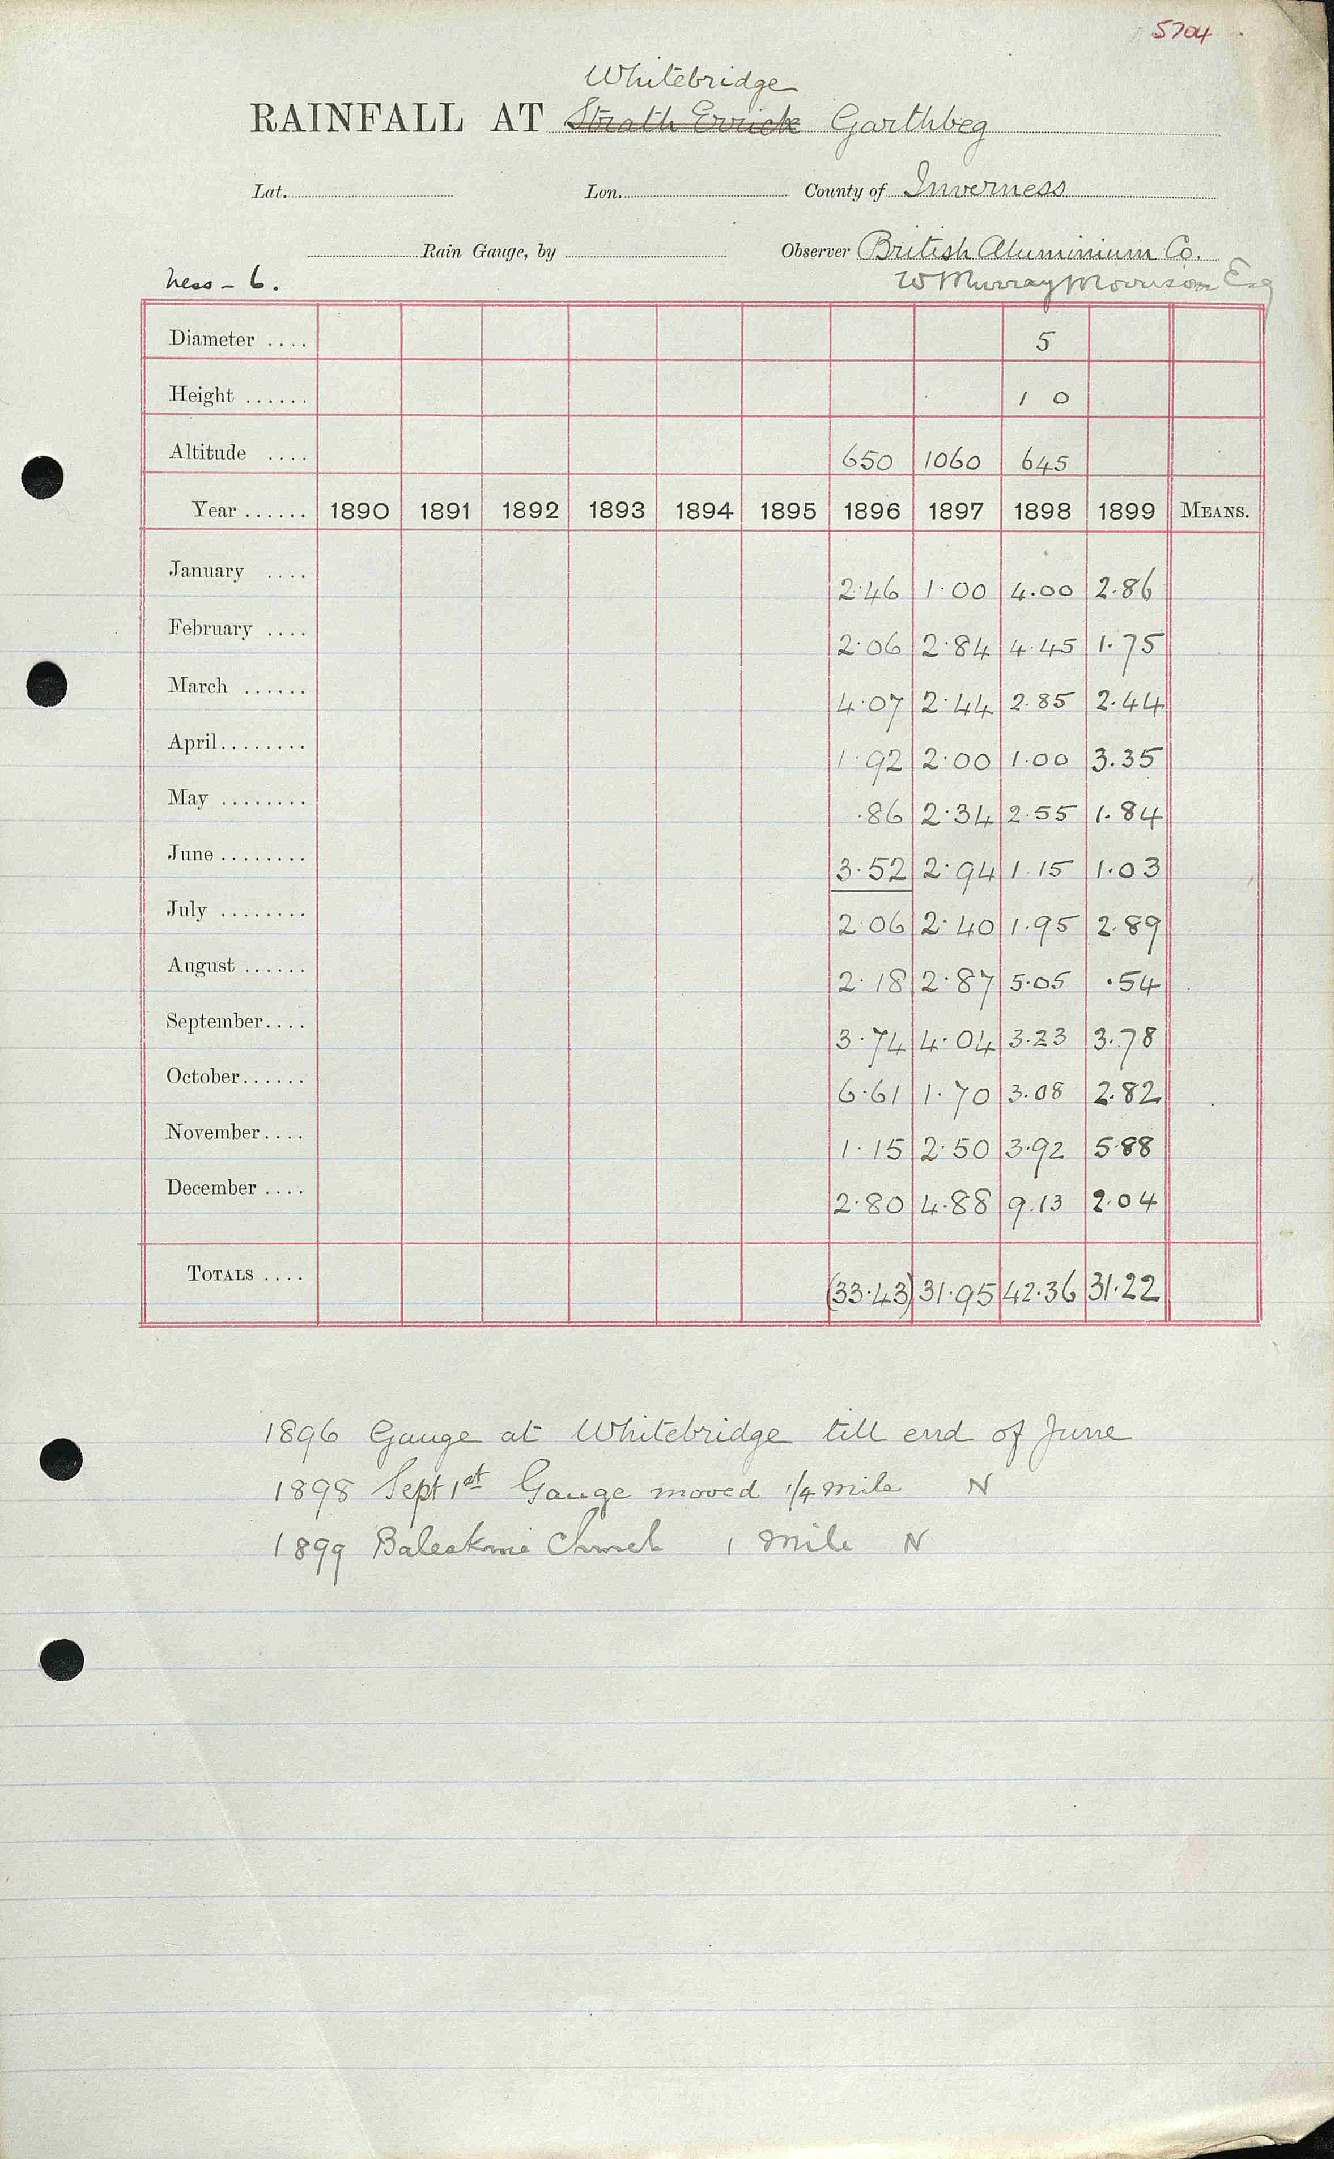 5704
Whitebridge
RAINFALL AT Strath Errick Garthbeg
Lat. Lon. County of Inverness
Rain Gauge, by Observer British Aluminium Co.
Ness - 6. W Murray Morrison Esq
Diameter .... 5
Height ...... 1 0
Altitude .... 650 1060 645
Year ...... 1890 1891 1892 1893 1894 1895 1896 1897 1898 1899 MEANS.
January .... 2.46 1.00 4.00 2.86
February .... 2.06 2.84 4.45 1.75
March ...... 4.07 2.44 2.85 2.44
April........ 1.92 2.00 1.00 3.35
May ........ .86 2.34 2.55 1.84
June ........ 3.52 2.94 1.15 1.03
July ........ 2.06 2.40 1.95 2.89
August ...... 2.18 2.87 5.05 .54
September.... 3.74 4.04 3.23 3.78
October...... 6.61 1.70 3.08 2.82
November.... 1.15 2.50 3.92 5.88
December .... 2.80 4.88 9.13 2.04
TOTALS .... (33.43) 31.95 42.36 31.22
1896 Gauge at Whitebridge till end of June
1898 Sept 1st Gauge moved 1/4 mile N
1899 Church 1 mile N